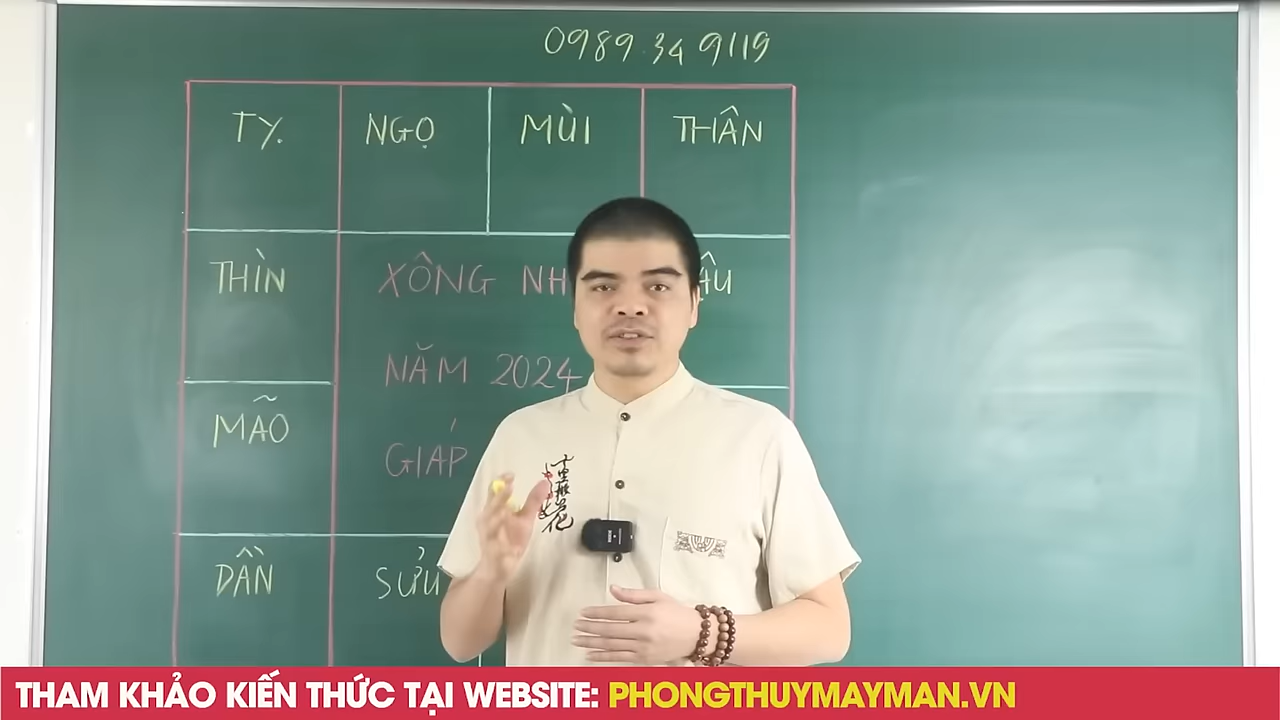 0989.34 9119
TỴ. NGỌ MÙI THÂN
THÌN XÔNG NH ẬU
NĂM 2024
MÃO GIÁP
DẦN SỬU
THAM KHẢO KIẾN THỨC TẠI WEBSITE: PHONGTHUYMAYMAN.VN